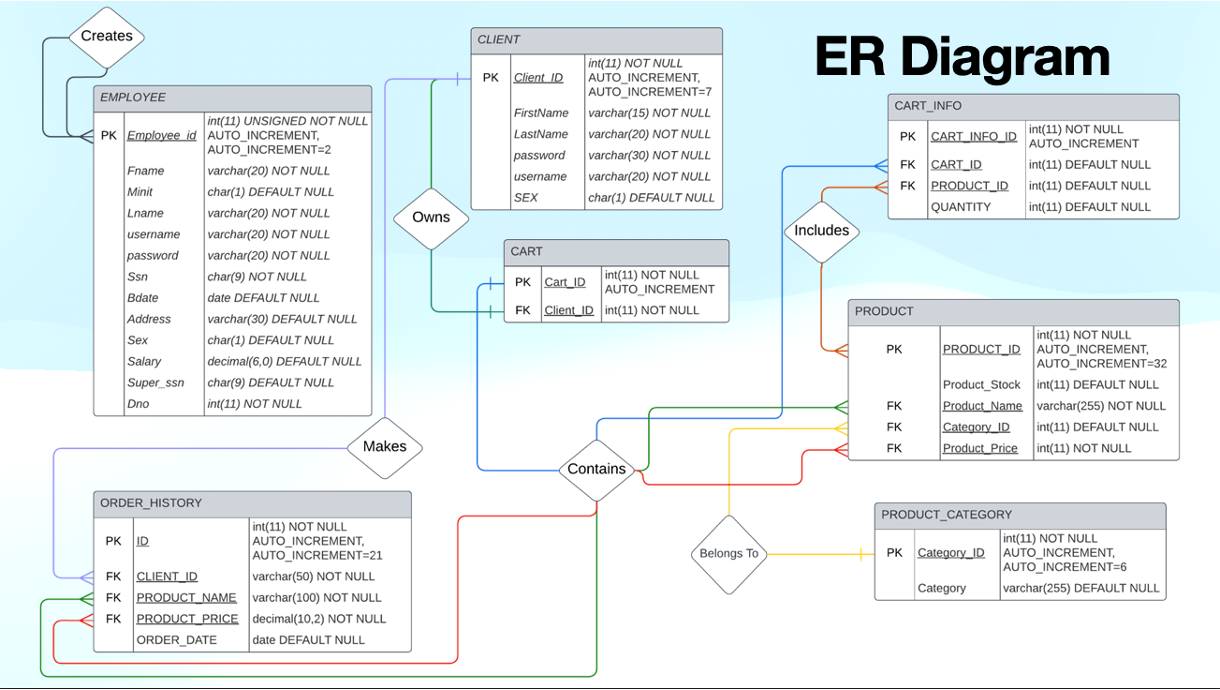 ER Diagram
Creates
EMPLOYEE
PK Employee_id int(11) UNSIGNED NOT NULL
AUTO_INCREMENT,
AUTO_INCREMENT=2
Fname varchar(20) NOT NULL
Minit char(1) DEFAULT NULL
Lname varchar(20) NOT NULL
username varchar(20) NOT NULL
password varchar(20) NOT NULL
Ssn char(9) NOT NULL
Bdate date DEFAULT NULL
Address varchar(30) DEFAULT NULL
Sex char(1) DEFAULT NULL
Salary decimal(6,0) DEFAULT NULL
Super_ssn char(9) DEFAULT NULL
Dno int(11) NOT NULL
CLIENT
PK Client_ID int(11) NOT NULL
AUTO_INCREMENT,
AUTO_INCREMENT=7
FirstName varchar(15) NOT NULL
LastName varchar(20) NOT NULL
password varchar(30) NOT NULL
username varchar(20) NOT NULL
SEX char(1) DEFAULT NULL
Owns
CART
PK Cart_ID int(11) NOT NULL
AUTO_INCREMENT
FK Client_ID int(11) NOT NULL
CART_INFO
PK CART_INFO_ID int(11) NOT NULL
AUTO_INCREMENT
FK CART_ID int(11) DEFAULT NULL
FK PRODUCT_ID int(11) DEFAULT NULL
QUANTITY int(11) DEFAULT NULL
Includes
PRODUCT
PK PRODUCT_ID int(11) NOT NULL
AUTO_INCREMENT,
AUTO_INCREMENT=32
Product_Stock int(11) DEFAULT NULL
FK Product_Name varchar(255) NOT NULL
FK Category_ID int(11) DEFAULT NULL
FK Product_Price int(11) NOT NULL
Makes
Contains
ORDER_HISTORY
PK ID int(11) NOT NULL
AUTO_INCREMENT,
AUTO_INCREMENT=21
FK CLIENT_ID varchar(50) NOT NULL
FK PRODUCT_NAME varchar(100) NOT NULL
FK PRODUCT_PRICE decimal(10,2) NOT NULL
ORDER_DATE date DEFAULT NULL
Belongs To
PRODUCT_CATEGORY
PK Category_ID int(11) NOT NULL
AUTO_INCREMENT,
AUTO_INCREMENT=6
Category varchar(255) DEFAULT NULL